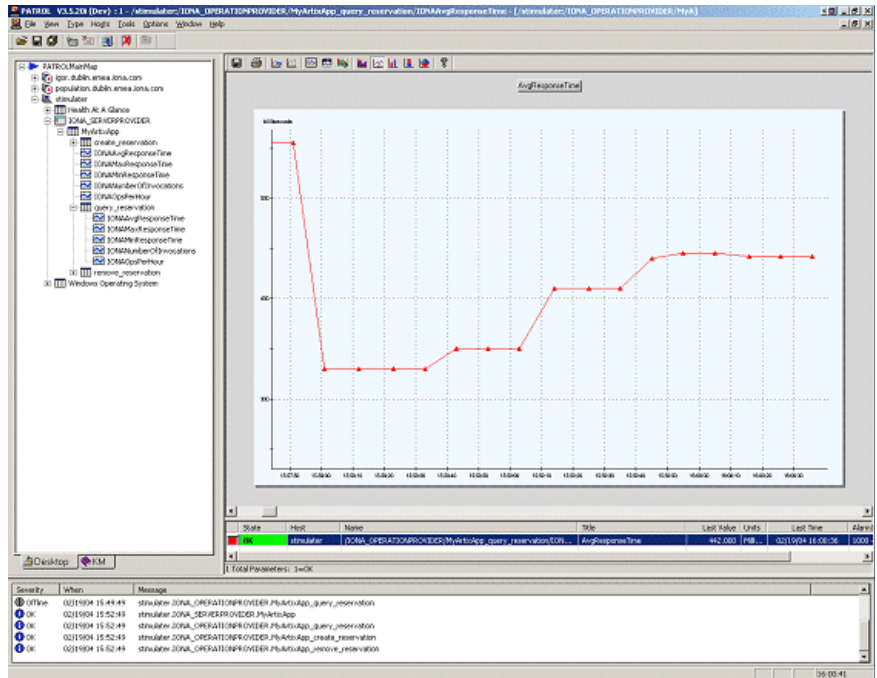 PATROL V3.5.20i (Dev) : 1 - /stimulater:/IONA_OPERATIONPROVIDER/MyArtixApp_query_reservation/IONAAvgResponseTime - [/stimulater:/IONA_OPERATIONPROVIDER/MyA]
File View Type Hosts Tools Options Window Help
PATROLMainMap
igor.dublin.emea.iona.com
population.dublin.emea.iona.com
stimulater
Health At A Glance
IONA_SERVERPROVIDER
MyArtixApp
create_reservation
IONAAvgResponseTime
IONAMaxResponseTime
IONAMinResponseTime
IONANumberOfInvocations
IONAOpsPerHour
query_reservation
IONAAvgResponseTime
IONAMaxResponseTime
IONAMinResponseTime
IONANumberOfInvocations
IONAOpsPerHour
remove_reservation
Windows Operating System
Desktop KM
AvgResponseTime
Milliseconds
State Host Name Title Last Value Units Last Time Alarm
OK stimulater /IONA_OPERATIONPROVIDER/MyArtixApp_query_reservation/ION... AvgResponseTime 442.000 Mill... 02/19/04 16:00:36 1000 -
1 Total Parameters: 1=OK
Severity When Message
Offline 02/19/04 15:49:49 stimulater.IONA_OPERATIONPROVIDER.MyArtixApp_query_reservation
OK 02/19/04 15:52:49 stimulater.IONA_SERVERPROVIDER.MyArtixApp
OK 02/19/04 15:52:49 stimulater.IONA_OPERATIONPROVIDER.MyArtixApp_query_reservation
OK 02/19/04 15:52:49 stimulater.IONA_OPERATIONPROVIDER.MyArtixApp_create_reservation
OK 02/19/04 15:52:49 stimulater.IONA_OPERATIONPROVIDER.MyArtixApp_remove_reservation
16:00:41